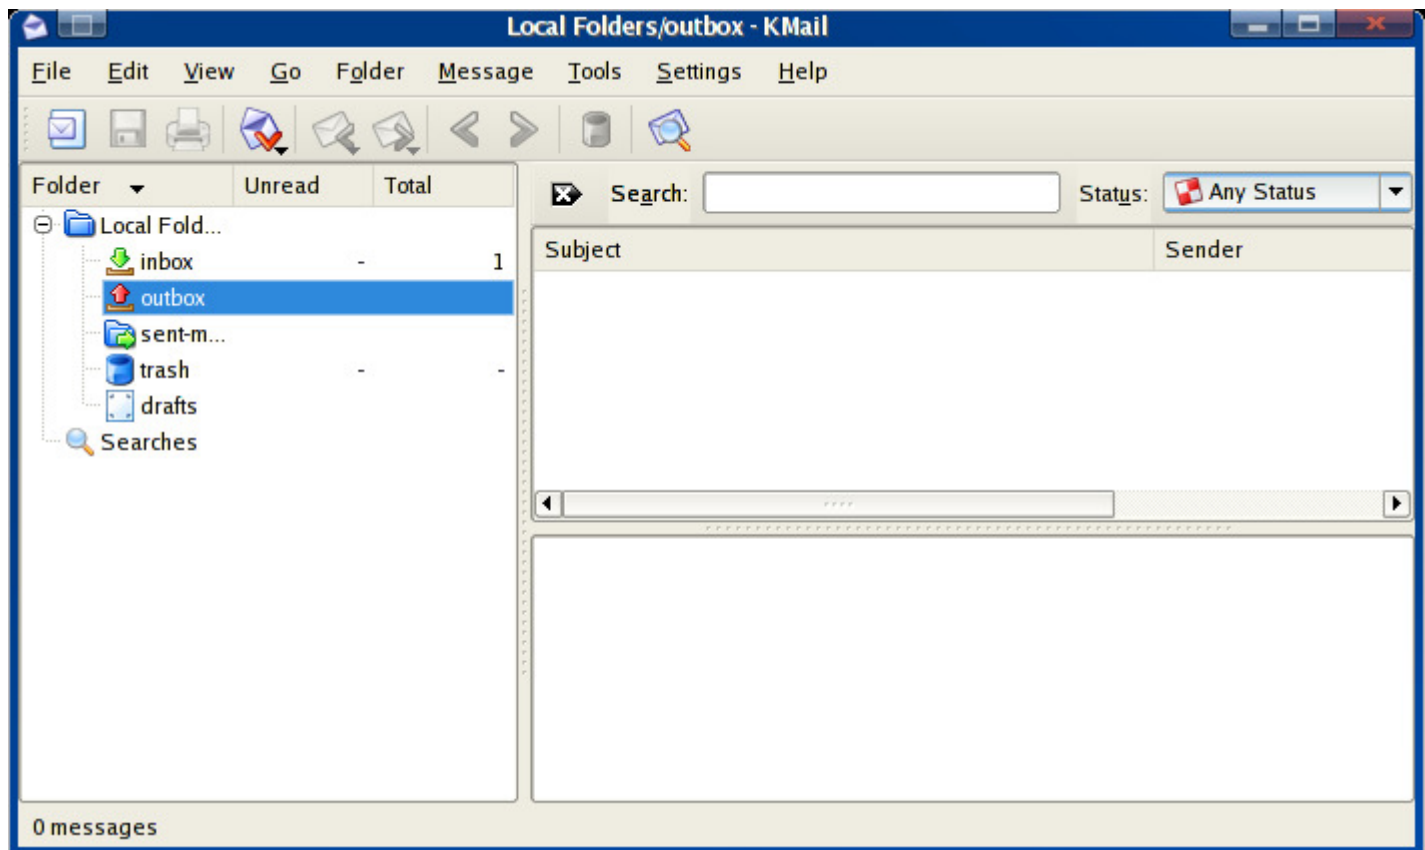 Local Folders/outbox - KMail
File Edit View Go Folder Message Tools Settings Help
Folder Unread Total
Search: Status: Any Status
Local Fold...
Subject Sender
inbox - 1
outbox
sent-m...
trash - -
drafts
Searches
0 messages